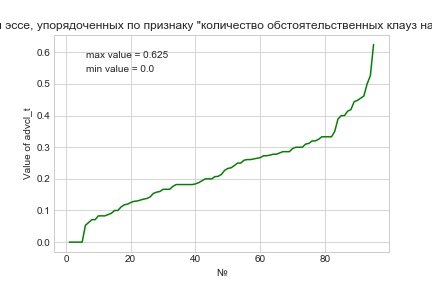 эссе, упорядоченных по признаку "количество обстоятельственных клауз на
max value = 0.625
min value = 0.0
Value of advcl_t
0.6
0.5
0.4
0.3
0.2
0.1
0.0
0 20 40 60 80
№